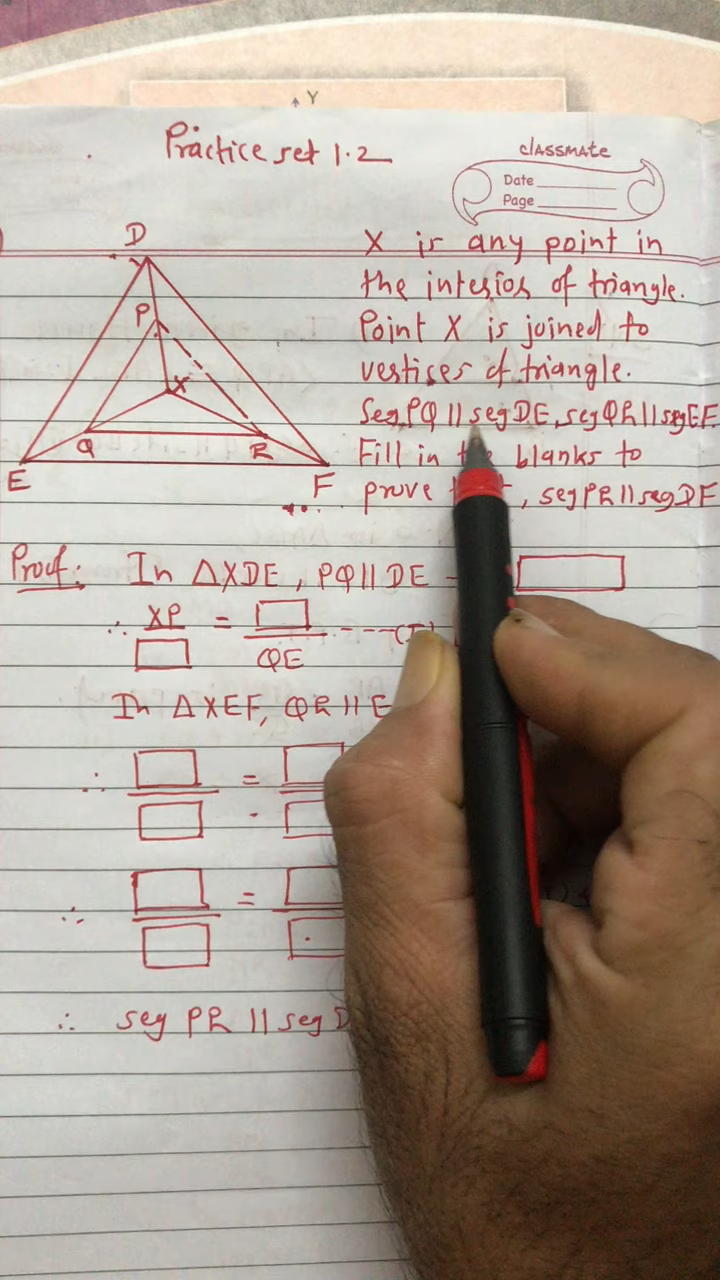 Y
Practice set 1.2
classmate
Date
Page
D
P
X
Q
R
E
F
X is any point in
the interior of triangle.
Point X is joined to
vertices of triangle.
Seg PQ || seg DE, seg QR || seg EF.
Fill in blanks to
prove , seg PR || seg DF
Proof: In △XDE, PQ || DE -
∴ XP/□ = □/QE ---- (I)
In △XEF, QR || E
∴ □/□ = □/□
∴ □/□ = □/□
∴ seg PR || seg D